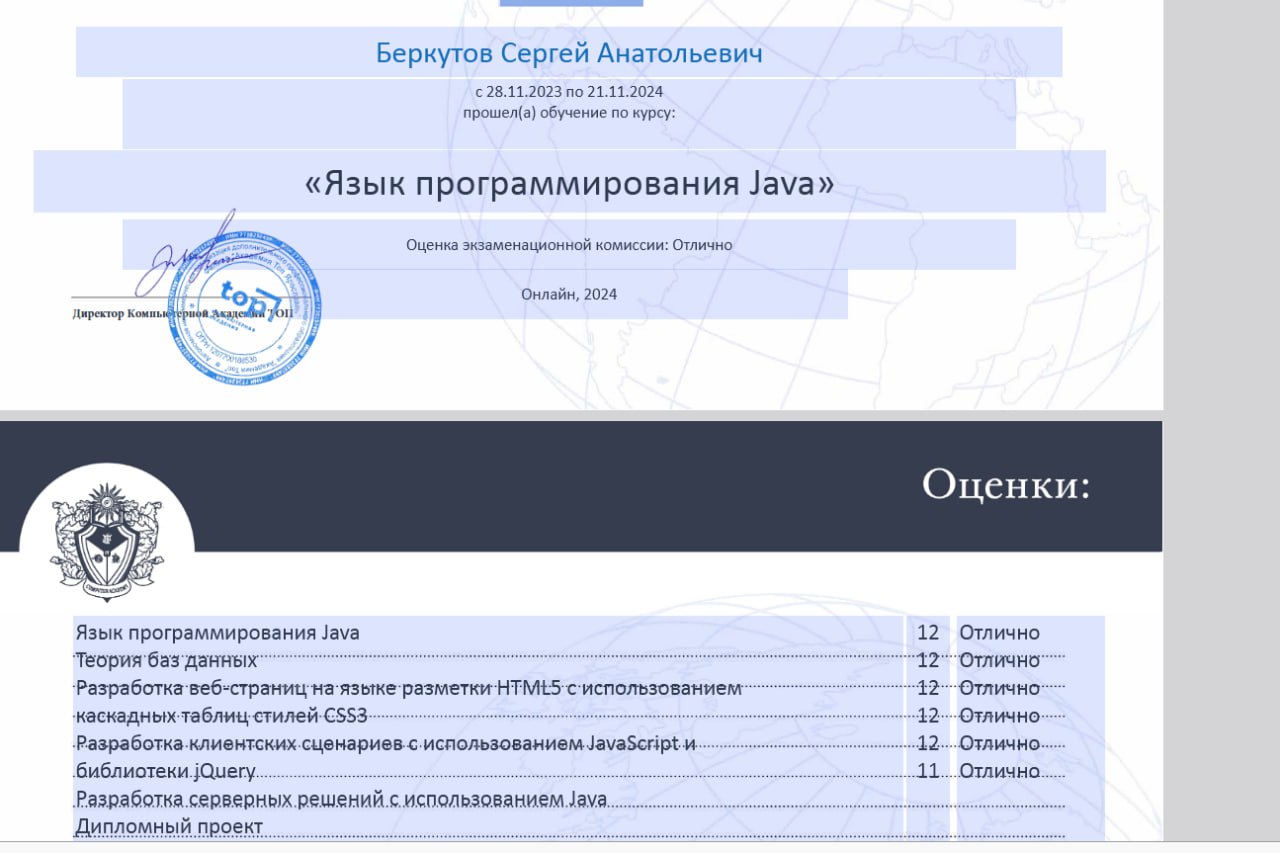 Беркутов Сергей Анатольевич
с 28.11.2023 по 21.11.2024
прошел(а) обучение по курсу:
«Язык программирования Java»
Оценка экзаменационной комиссии: Отлично
Онлайн, 2024
top
Директор Компьютерной Академии ТОП
Оценки:
COMPUTER ACADEMY
Язык программирования Java 12 Отлично
Теория баз данных 12 Отлично
Разработка веб-страниц на языке разметки HTML5 с использованием 12 Отлично
каскадных таблиц стилей CSS3 12 Отлично
Разработка клиентских сценариев с использованием JavaScript и 12 Отлично
библиотеки jQuery 11 Отлично
Разработка серверных решений с использованием Java
Дипломный проект